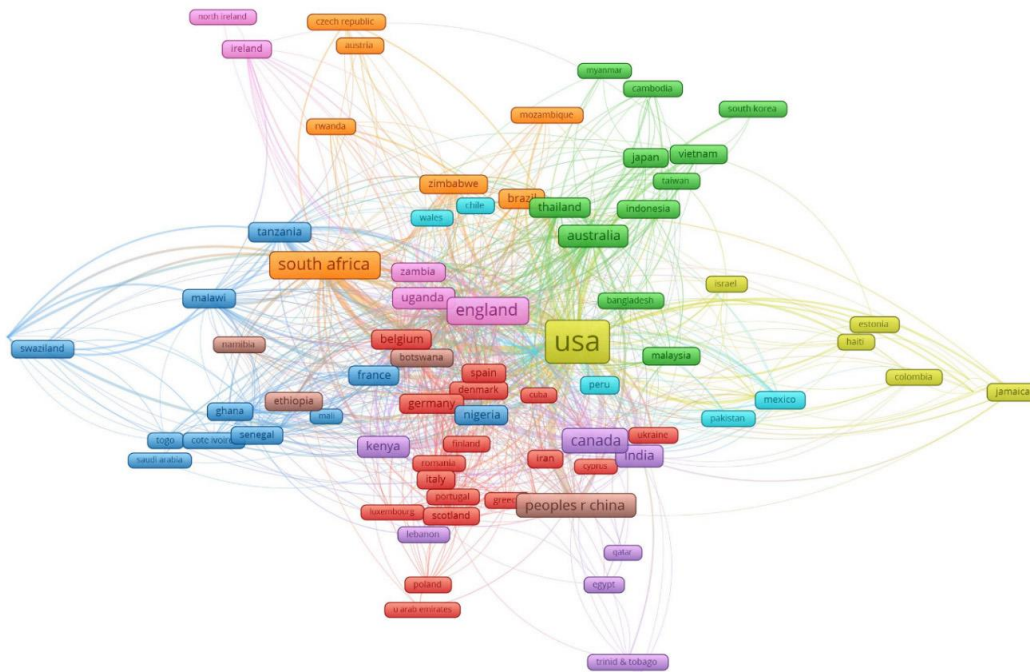 north ireland
czech republic
ireland
austria
myanmar
cambodia
south korea
rwanda
mozambique
japan
vietnam
taiwan
zimbabwe
brazil
chile
wales
thailand
indonesia
tanzania
australia
south africa
zambia
israel
malawi
uganda
england
bangladesh
estonia
usa
belgium
haiti
swaziland
namibia
botswana
malaysia
spain
france
colombia
peru
denmark
cuba
jamaica
mexico
ethiopia
germany
ghana
mali
nigeria
pakistan
togo
senegal
kenya
finland
canada
ukraine
india
saudi arabia
romania
iran
cyprus
italy
portugal
greece
peoples r china
luxembourg
scotland
lebanon
qatar
poland
egypt
u arab emirates
trinid & tobago